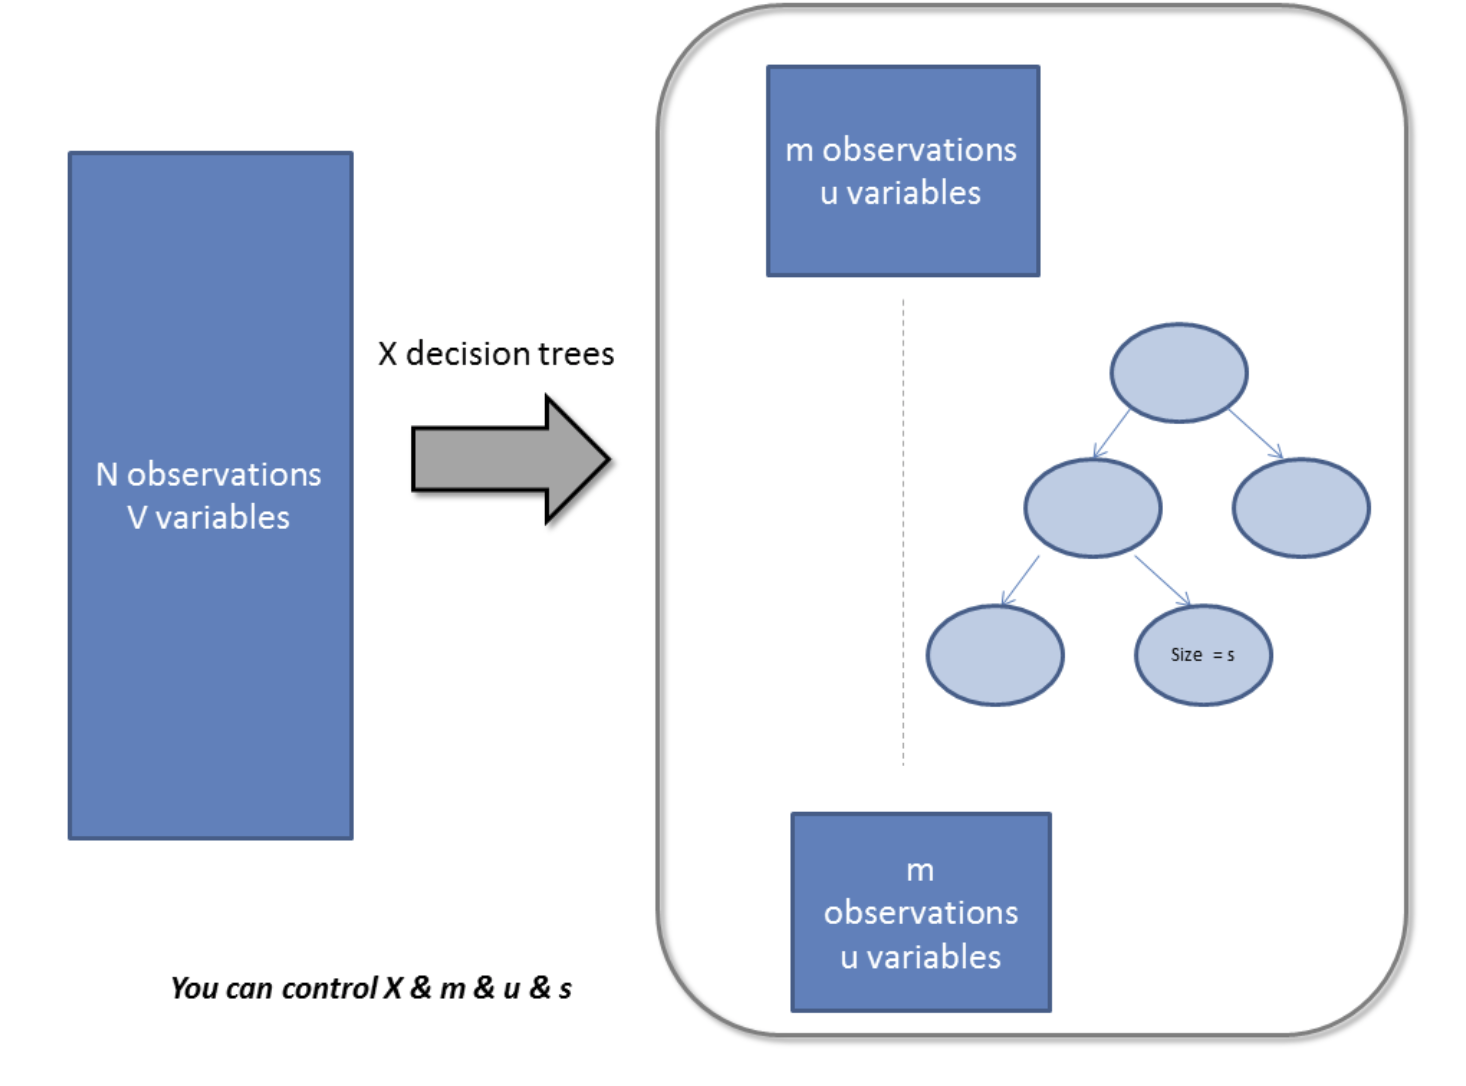 N observations
V variables
X decision trees
m observations
u variables
Size = s
m
observations
u variables
You can control X & m & u & s